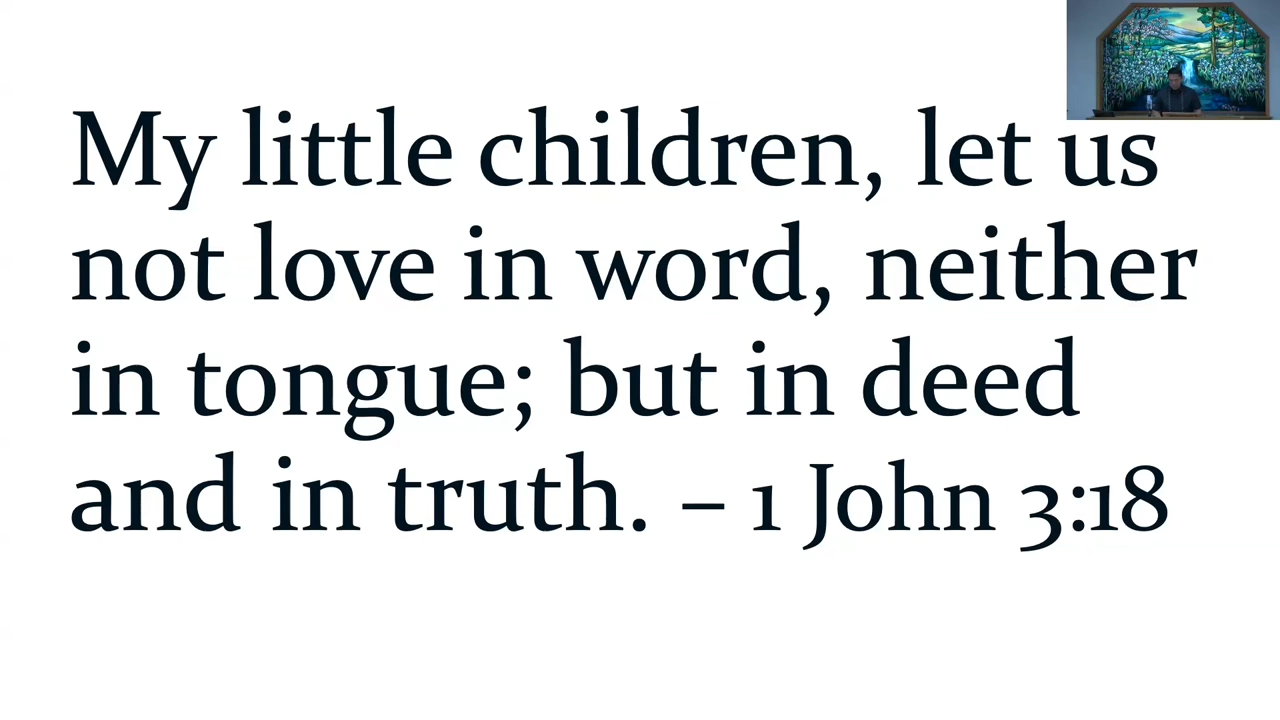 My little children, let us
not love in word, neither
in tongue; but in deed
and in truth. – 1 John 3:18